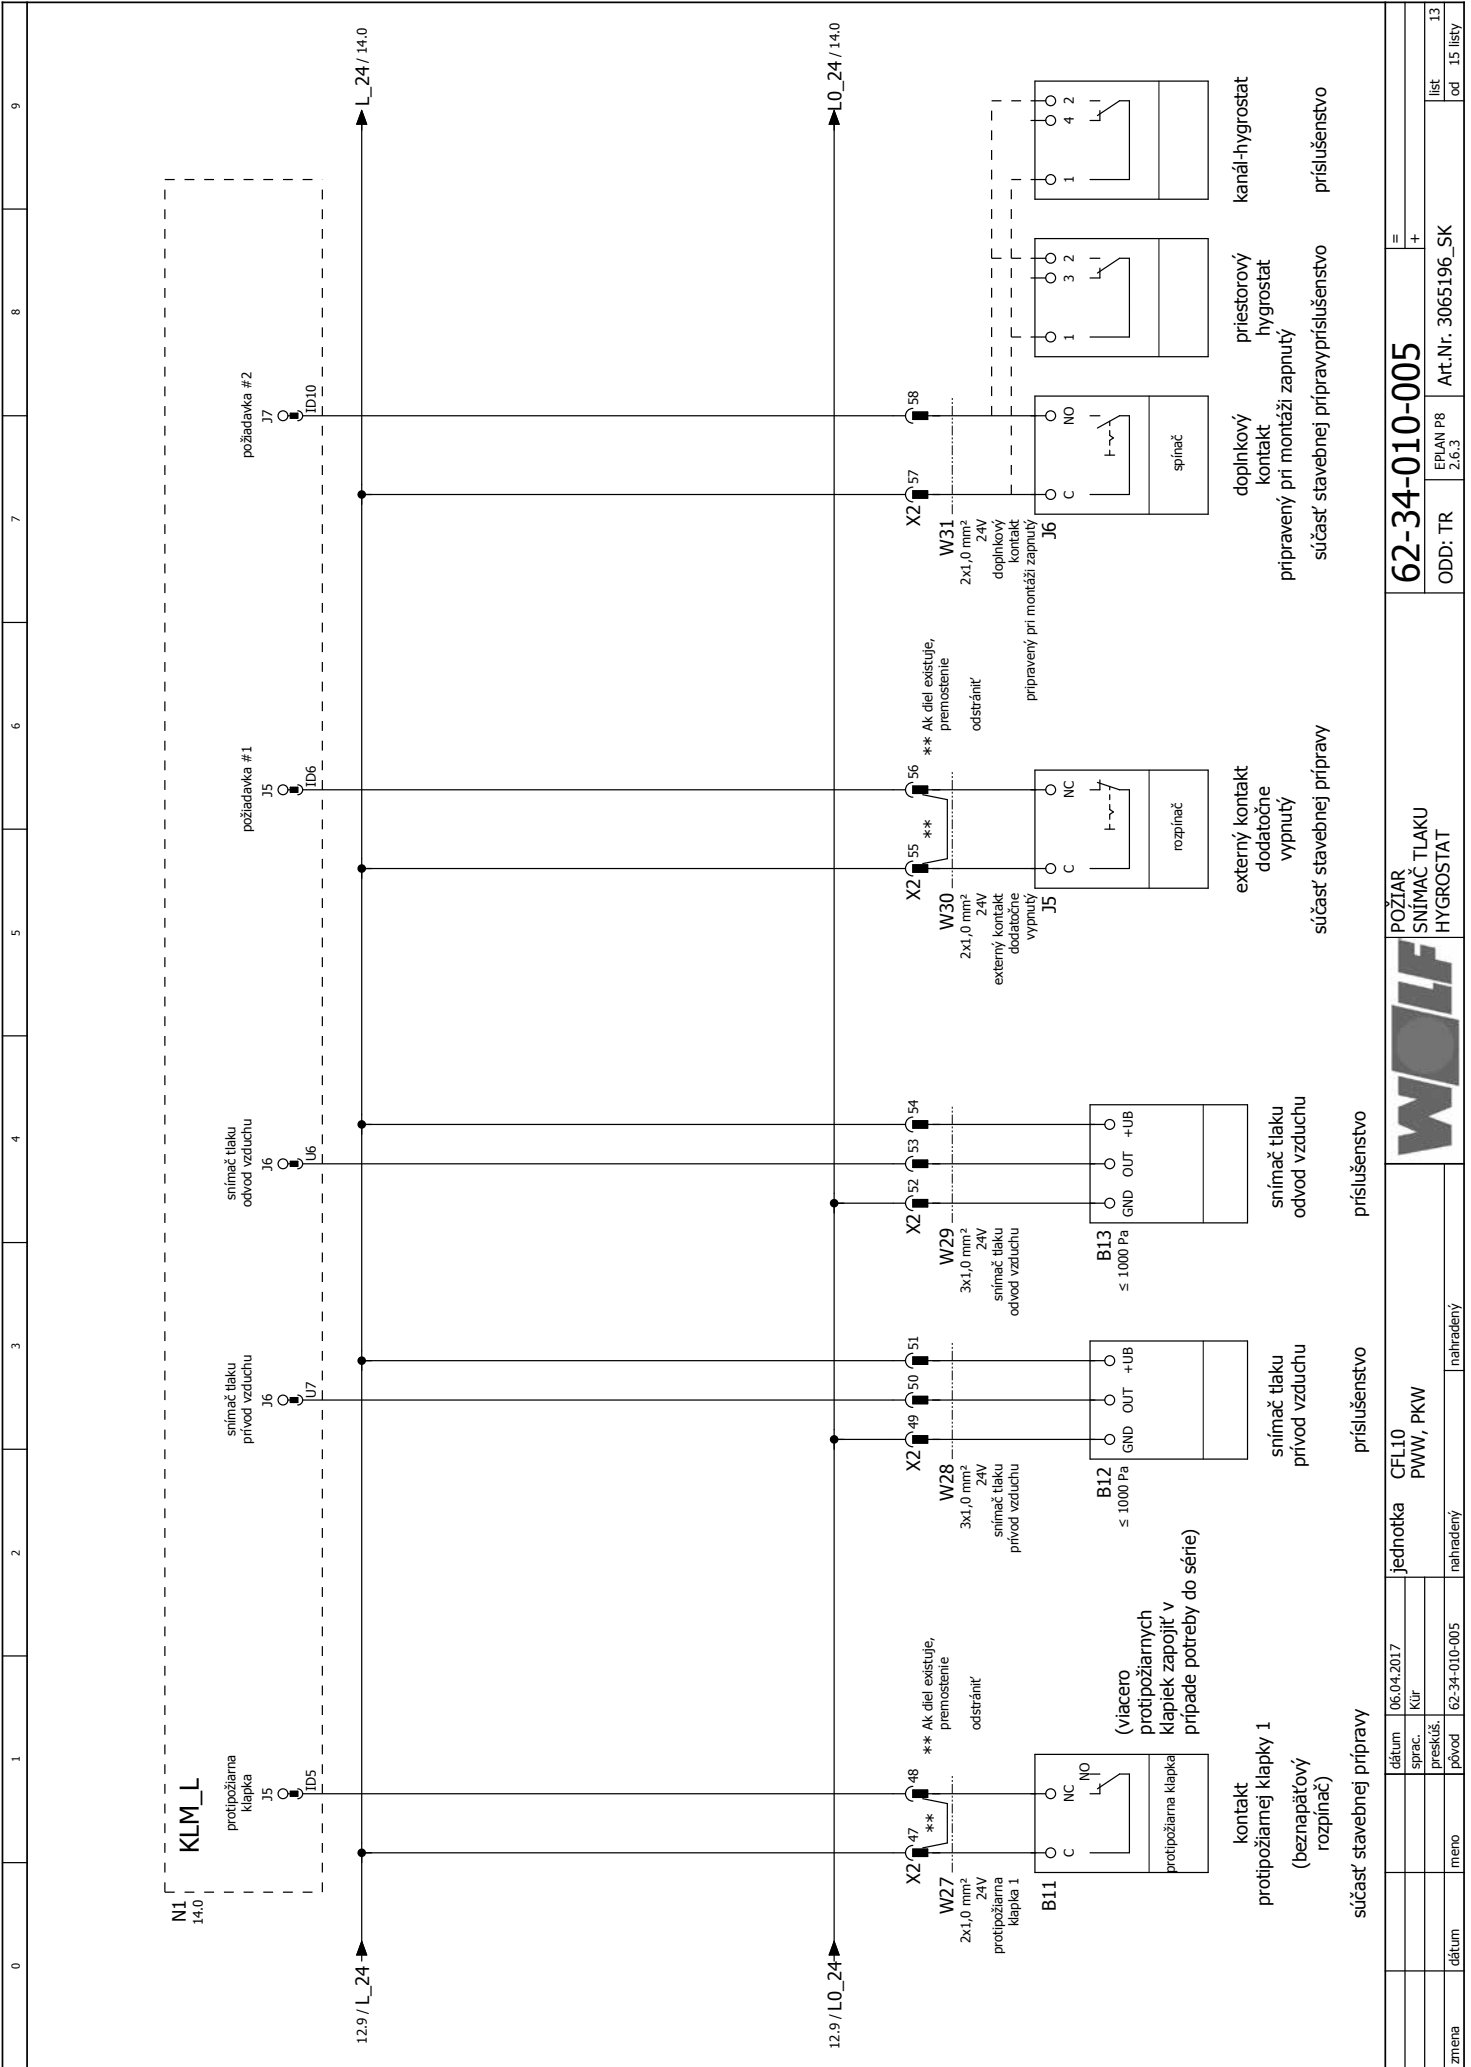 0 1 2 3 4 5 6 7 8 9
N1
14.0
KLM_L
protipožiarna
klapka
J5
ID5
snímač tlaku
prívod vzduchu
J6
U7
snímač tlaku
odvod vzduchu
J6
U6
požiadavka #1
J5
ID6
požiadavka #2
J7
ID10
12.9 / L_24
L_24 / 14.0
12.9 / L0_24
L0_24 / 14.0
X2 47 48
**
** Ak diel existuje,
premostenie
odstrániť
W27
2x1,0 mm²
24V
protipožiarna
klapka 1
B11
C NC NO
protipožiarna klapka
(viacero
protipožiarnych
klapiek zapojiť v
prípade potreby do série)
kontakt
protipožiarnej klapky 1
(beznapäťový
rozpínač)
súčasť stavebnej prípravy
X2 49 50 51
W28
3x1,0 mm²
24V
snímač tlaku
prívod vzduchu
B12
≤ 1000 Pa
GND OUT +UB
snímač tlaku
prívod vzduchu
príslušenstvo
X2 52 53 54
W29
3x1,0 mm²
24V
snímač tlaku
odvod vzduchu
B13
≤ 1000 Pa
GND OUT +UB
snímač tlaku
odvod vzduchu
príslušenstvo
X2 55 56
**
** Ak diel existuje,
premostenie
odstrániť
W30
2x1,0 mm²
24V
externý kontakt
dodatočne
vypnutý
J5
C NC
rozpínač
externý kontakt
dodatočne
vypnutý
súčasť stavebnej prípravy
X2 57 58
W31
2x1,0 mm²
24V
doplnkový
kontakt
pripravený pri montáži zapnutý
J6
C NO
spínač
doplnkový
kontakt
pripravený pri montáži zapnutý
súčasť stavebnej prípravy
1 3 2
priestorový
hygrostat
príslušenstvo
1 4 2
kanál-hygrostat
príslušenstvo
zmena
dátum
meno
dátum 06.04.2017
sprac. Kür
preskúš.
pôvod 62-34-010-005
jednotka CFL10
PWW, PKW
nahradený
nahradený
WOLF
POŽIAR
SNÍMAČ TLAKU
HYGROSTAT
62-34-010-005
=
+
ODD: TR
EPLAN P8
2.6.3
Art.Nr. 3065196_SK
list 13
od 15 listy